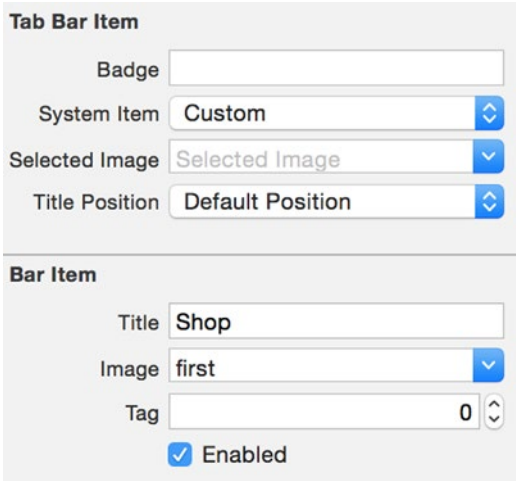 Tab Bar Item
Badge
System Item Custom
Selected Image Selected Image
Title Position Default Position
Bar Item
Title Shop
Image first
Tag 0
Enabled